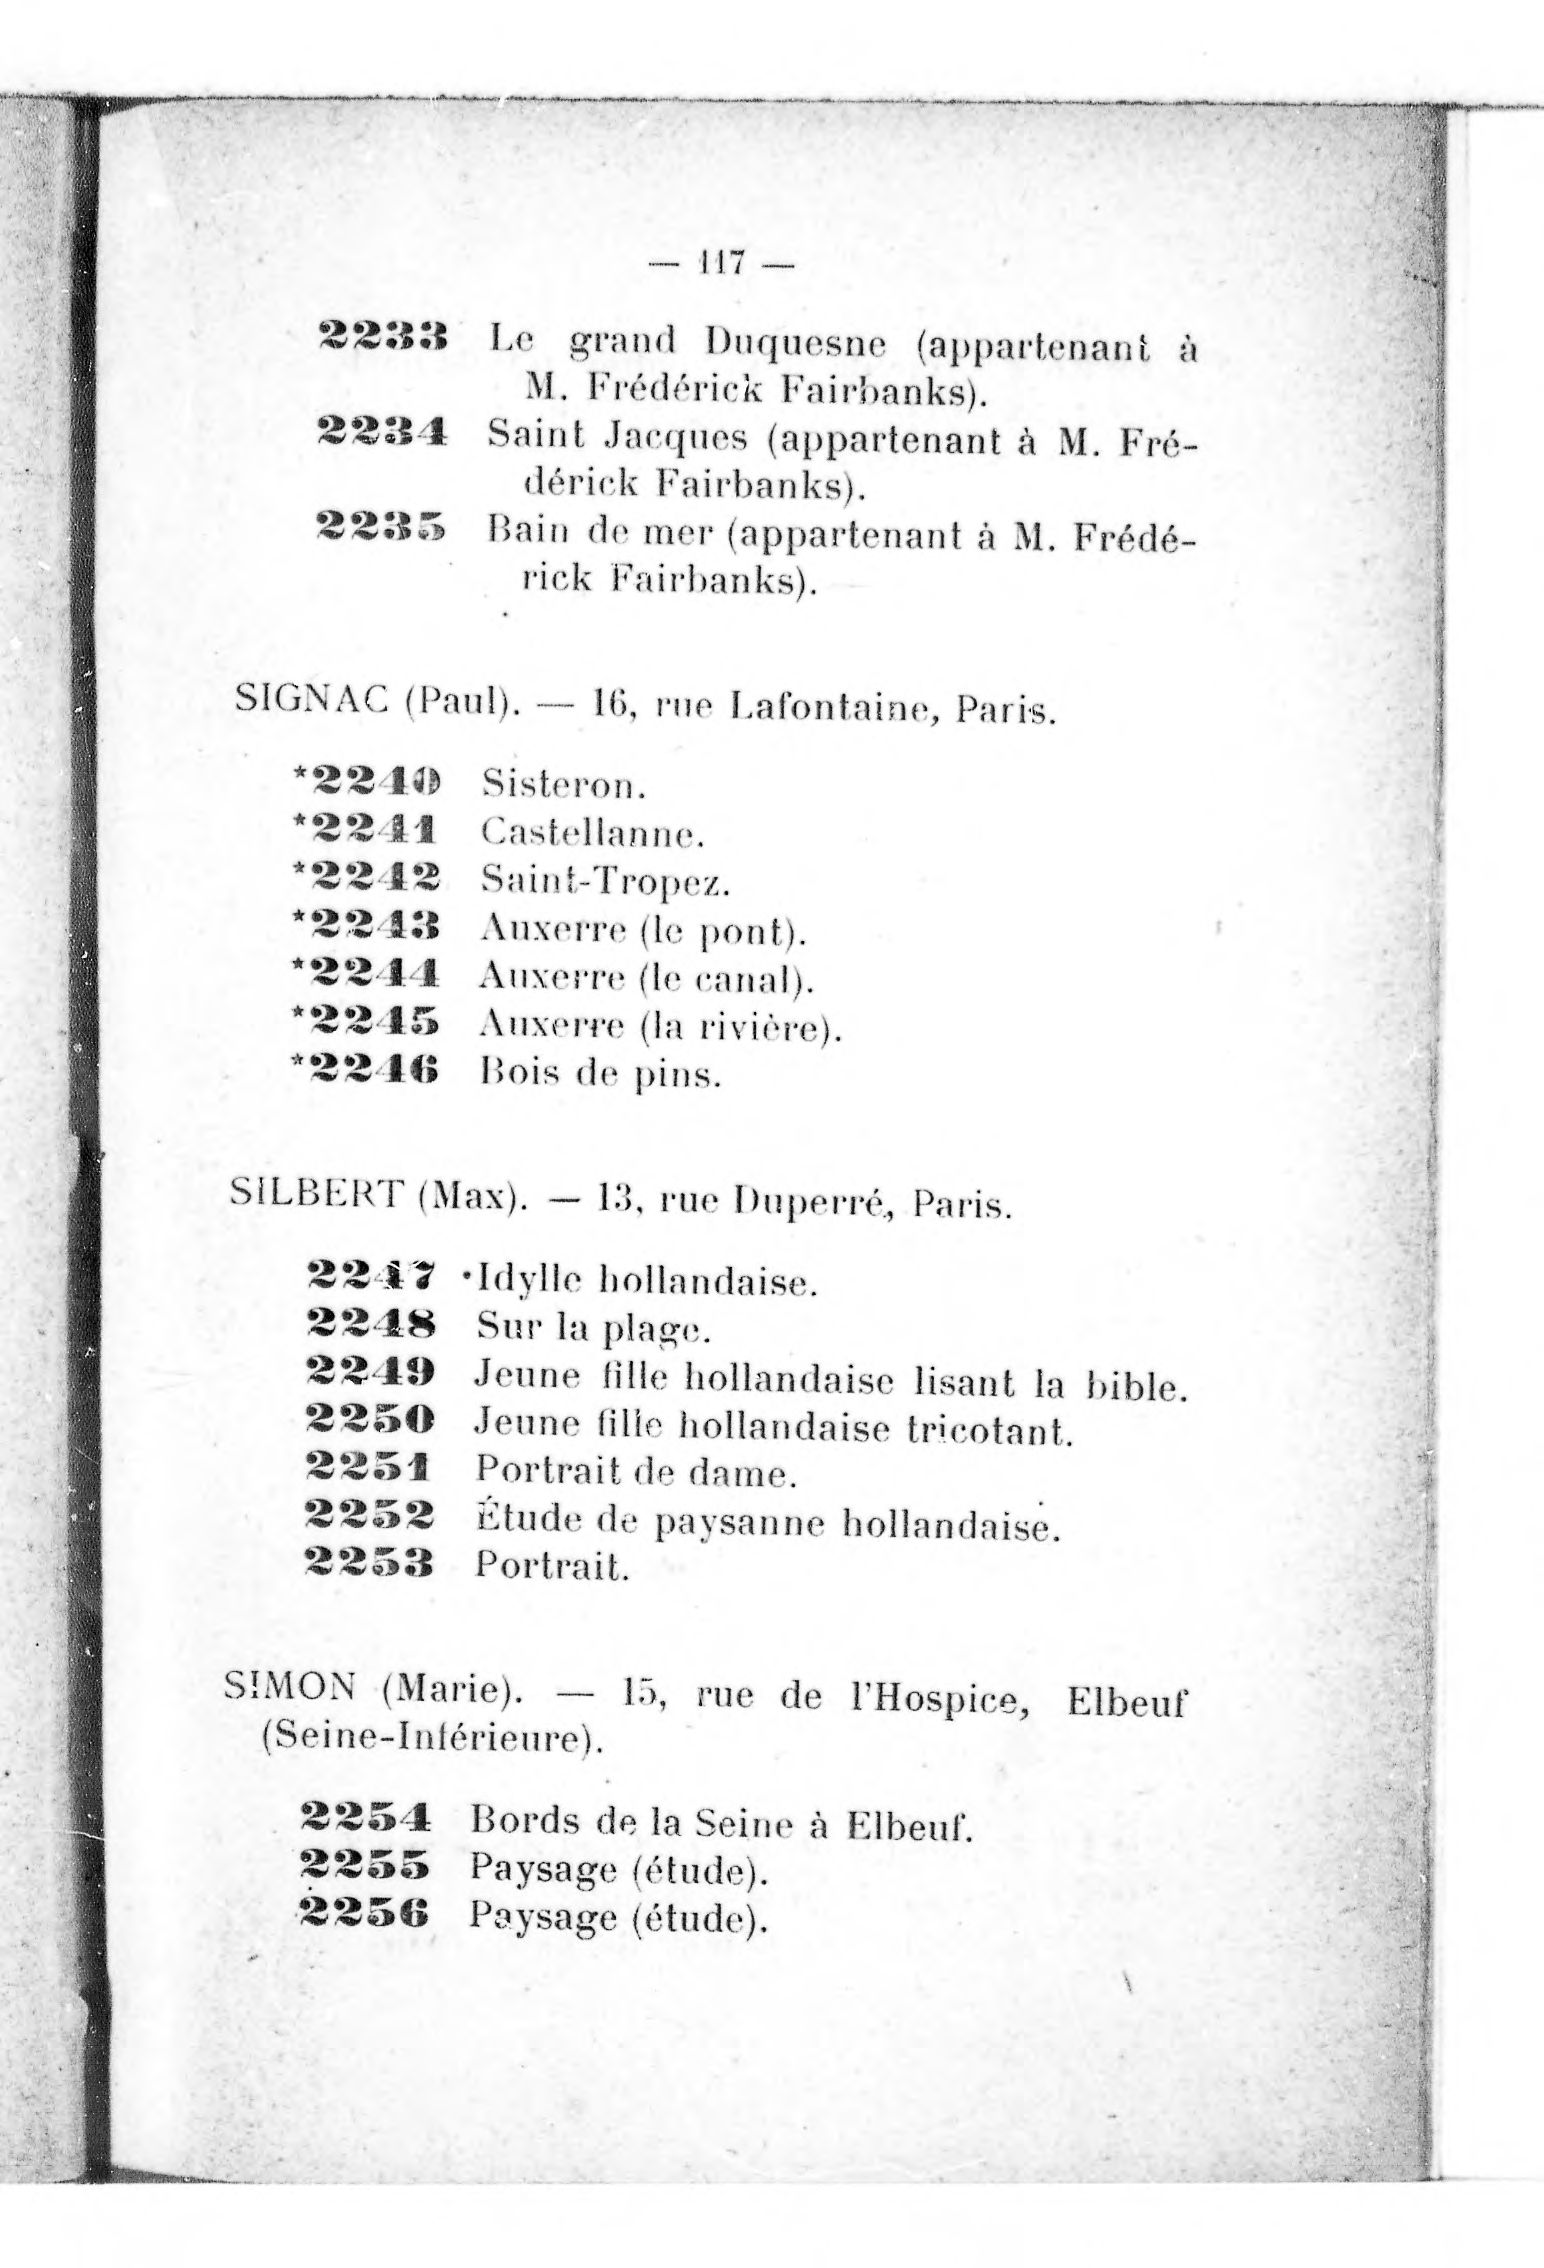 — 117 —
2233 Le grand Duquesne (appartenant à
M. Frédérick Fairbanks).
2234 Saint Jacques (appartenant à M. Fré-
dérick Fairbanks).
2235 Bain de mer (appartenant à M. Frédé-
rick Fairbanks).
SIGNAC (Paul). — 16, rue Lafontaine, Paris.
*2240 Sisteron.
*2241 Castellanne.
*2242 Saint-Tropez.
*2243 Auxerre (le pont).
*2244 Auxerre (le canal).
*2245 Auxerre (la rivière).
*2246 Bois de pins.
SILBERT (Max). — 13, rue Duperré, Paris.
2247 Idylle hollandaise.
2248 Sur la plage.
2249 Jeune fille hollandaise lisant la bible.
2250 Jeune fille hollandaise tricotant.
2251 Portrait de dame.
2252 Étude de paysanne hollandaise.
2253 Portrait.
SIMON (Marie). — 15, rue de l'Hospice, Elbeuf
(Seine-Inférieure).
2254 Bords de la Seine à Elbeuf.
2255 Paysage (étude).
2256 Paysage (étude).